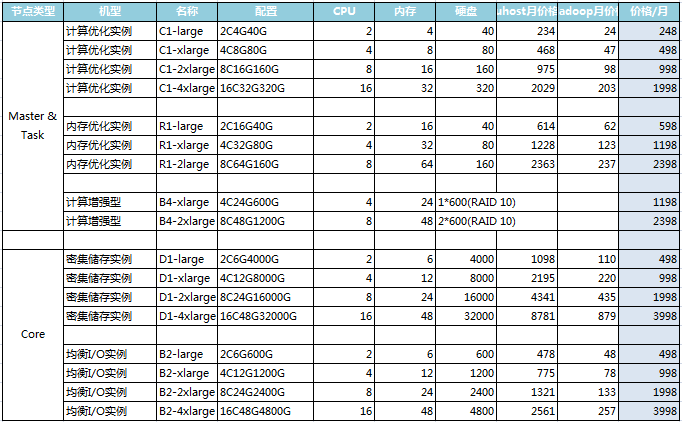 节点类型 机型 名称 配置 CPU 内存 硬盘 uhost月价格 adoop月价格 价格/月
计算优化实例 C1-large 2C4G40G 2 4 40 234 24 248
计算优化实例 C1-xlarge 4C8G80G 4 8 80 468 47 498
计算优化实例 C1-2xlarge 8C16G160G 8 16 160 975 98 998
计算优化实例 C1-4xlarge 16C32G320G 16 32 320 2029 203 1998
Master &
Task
内存优化实例 R1-large 2C16G40G 2 16 40 614 62 598
内存优化实例 R1-xlarge 4C32G80G 4 32 80 1228 123 1198
内存优化实例 R1-2large 8C64G160G 8 64 160 2363 237 2398
计算增强型 B4-xlarge 4C24G600G 4 24 1*600(RAID 10) 1198
计算增强型 B4-2xlarge 8C48G1200G 8 48 2*600(RAID 10) 2398
密集储存实例 D1-large 2C6G4000G 2 6 4000 1098 110 498
密集储存实例 D1-xlarge 4C12G8000G 4 12 8000 2195 220 998
密集储存实例 D1-2xlarge 8C24G16000G 8 24 16000 4341 435 1998
密集储存实例 D1-4xlarge 16C48G32000G 16 48 32000 8781 879 3998
Core
均衡I/O实例 B2-large 2C6G600G 2 6 600 478 48 498
均衡I/O实例 B2-xlarge 4C12G1200G 4 12 1200 775 78 998
均衡I/O实例 B2-2xlarge 8C24G2400G 8 24 2400 1321 133 1998
均衡I/O实例 B2-4xlarge 16C48G4800G 16 48 4800 2561 257 3998